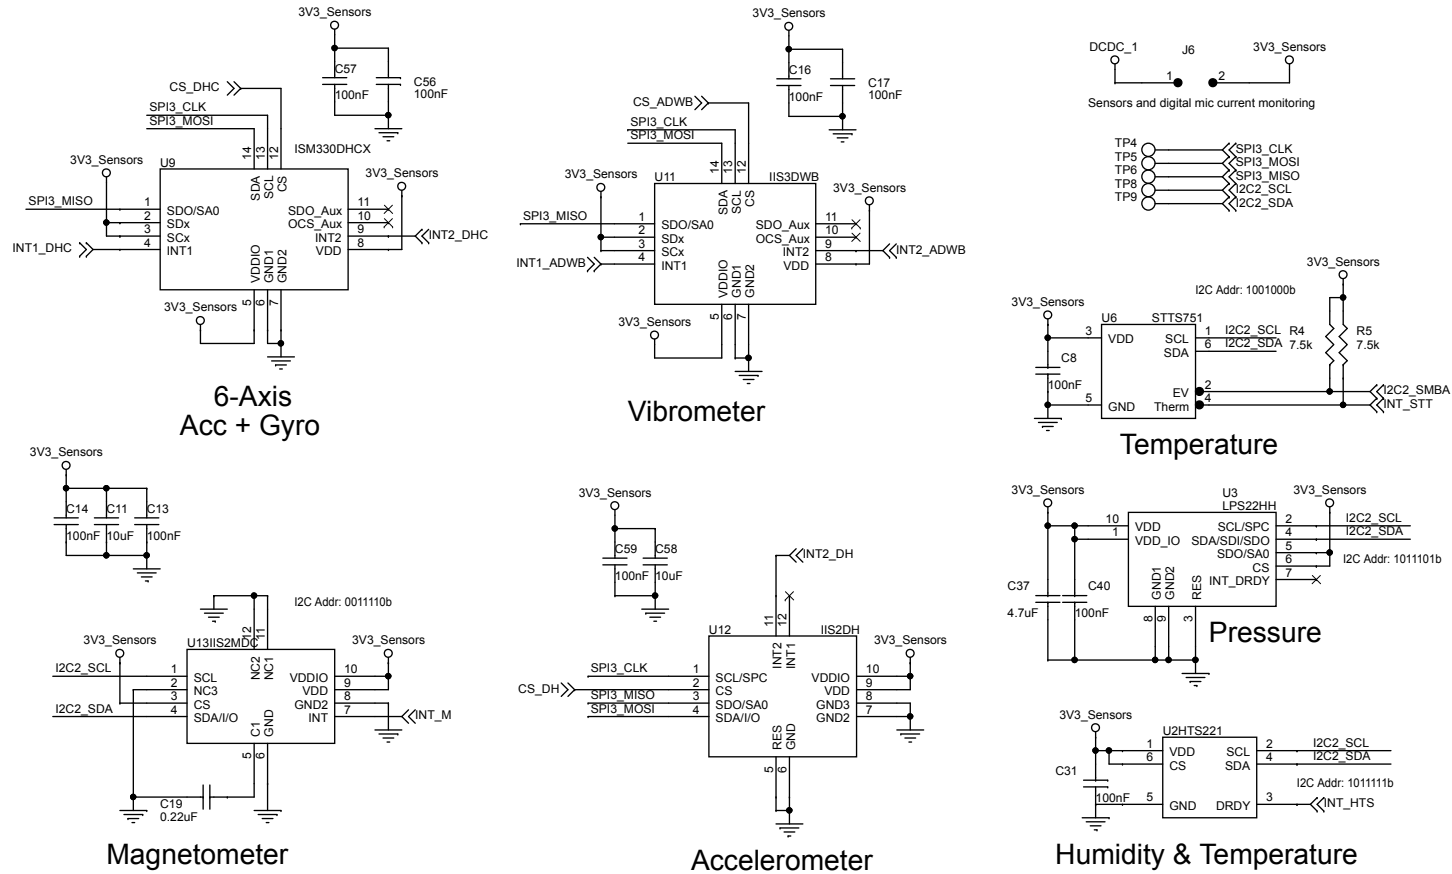 3V3_Sensors
C57
100nF
C56
100nF
CS_DHC
SPI3_CLK
SPI3_MOSI
14
13
12
ISM330DHCX
3V3_Sensors
U9
3V3_Sensors
SDA
SCL
CS
SPI3_MISO
1
SDO/SA0
2
SDx
3
SCx
INT1_DHC
4
INT1
SDO_Aux
11
OCS_Aux
10
INT2
9
INT2_DHC
VDD
8
VDDIO
GND1
GND2
5
6
7
3V3_Sensors
6-Axis
Acc + Gyro
3V3_Sensors
C16
100nF
C17
100nF
CS_ADWB
SPI3_CLK
SPI3_MOSI
14
13
12
3V3_Sensors
U11
IIS3DWB
3V3_Sensors
SDA
SCL
CS
SPI3_MISO
1
SDO/SA0
2
SDx
3
SCx
INT1_ADWB
4
INT1
SDO_Aux
11
OCS_Aux
10
INT2
9
INT2_ADWB
VDD
8
VDDIO
GND1
GND2
5
6
7
3V3_Sensors
Vibrometer
DCDC_1
J6
3V3_Sensors
1
2
Sensors and digital mic current monitoring
TP4
SPI3_CLK
TP5
SPI3_MOSI
TP6
SPI3_MISO
TP8
I2C2_SCL
TP9
I2C2_SDA
3V3_Sensors
I2C Addr: 1001000b
3V3_Sensors
U6
STTS751
3
VDD
SCL
1
I2C2_SCL
SDA
6
I2C2_SDA
R4
7.5k
R5
7.5k
C8
100nF
EV
2
I2C2_SMBA
5
GND
Therm
4
INT_STT
Temperature
3V3_Sensors
C14
100nF
C11
10uF
C13
100nF
I2C Addr: 0011110b
12
11
3V3_Sensors
U13IIS2MDC
3V3_Sensors
NC2
NC1
I2C2_SCL
1
SCL
2
NC3
3
CS
I2C2_SDA
4
SDA/I/O
VDDIO
10
VDD
9
GND2
8
INT
7
INT_M
C1
GND
5
6
C19
0.22uF
Magnetometer
3V3_Sensors
C59
100nF
C58
10uF
INT2_DH
11
12
U12
IIS2DH
3V3_Sensors
INT2
INT1
SPI3_CLK
1
SCL/SPC
CS_DH
2
CS
SPI3_MISO
3
SDO/SA0
SPI3_MOSI
4
SDA/I/O
VDDIO
10
VDD
9
GND3
8
GND2
7
RES
GND
5
6
Accelerometer
3V3_Sensors
U3
LPS22HH
3V3_Sensors
10
VDD
1
VDD_IO
SCL/SPC
2
I2C2_SCL
SDA/SDI/SDO
4
I2C2_SDA
SDO/SA0
5
CS
6
I2C Addr: 1011101b
INT_DRDY
7
GND1
GND2
RES
8
9
3
C37
4.7uF
C40
100nF
Pressure
3V3_Sensors
U2HTS221
1
VDD
6
CS
SCL
2
I2C2_SCL
SDA
4
I2C2_SDA
C31
100nF
I2C Addr: 1011111b
5
GND
DRDY
3
INT_HTS
Humidity & Temperature